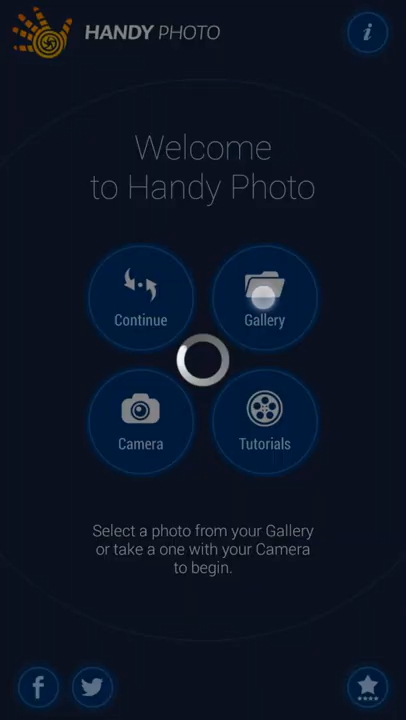 HANDY PHOTO
i
Welcome
to Handy Photo
Continue
Gallery
Camera
Tutorials
Select a photo from your Gallery
or take a one with your Camera
to begin.
f